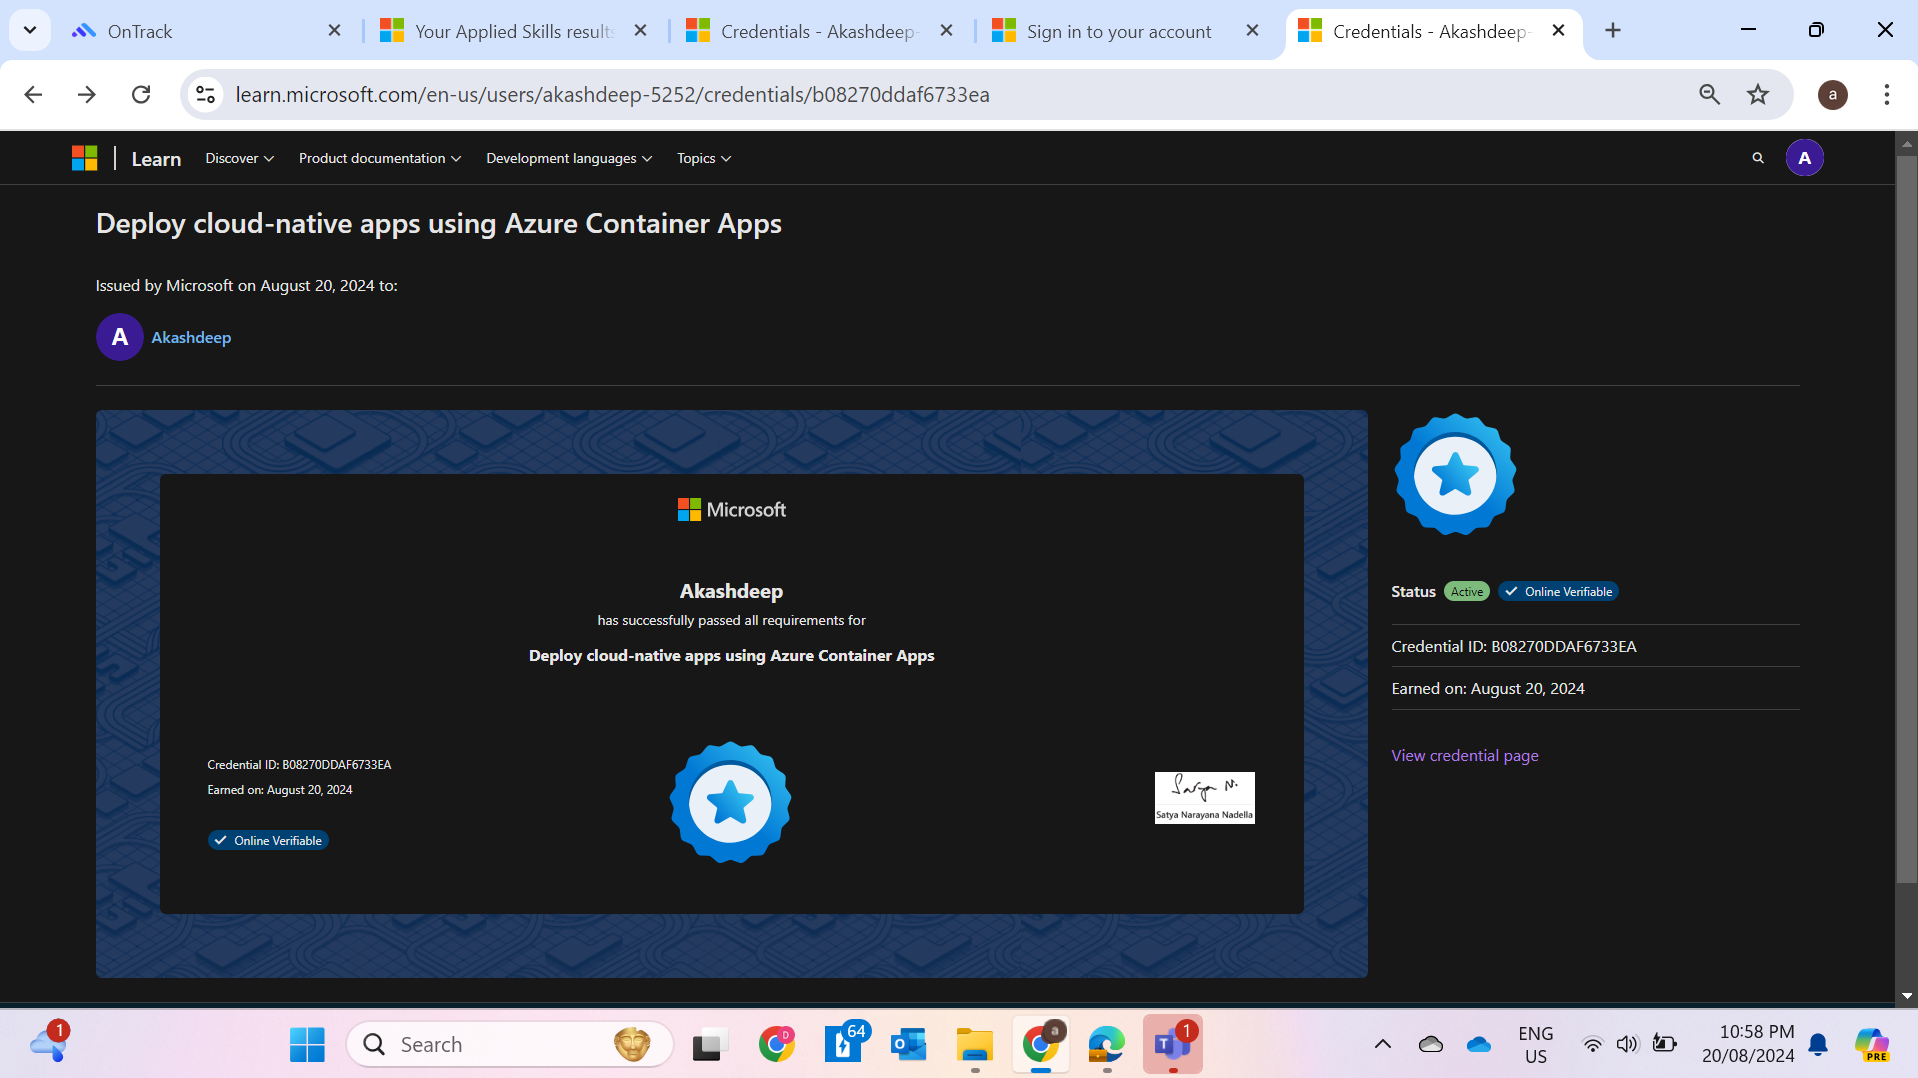 OnTrack
Your Applied Skills results
Credentials - Akashdeep-
Sign in to your account
Credentials - Akashdeep-
learn.microsoft.com/en-us/users/akashdeep-5252/credentials/b08270ddaf6733ea
a
Learn
Discover
Product documentation
Development languages
Topics
A
Deploy cloud-native apps using Azure Container Apps
Issued by Microsoft on August 20, 2024 to:
A
Akashdeep
Microsoft
Akashdeep
has successfully passed all requirements for
Deploy cloud-native apps using Azure Container Apps
Credential ID: B08270DDAF6733EA
Earned on: August 20, 2024
Online Verifiable
Satya N.
Satya Narayana Nadella
Status Active Online Verifiable
Credential ID: B08270DDAF6733EA
Earned on: August 20, 2024
View credential page
1
Search
D
64
a
1
ENG
US
10:58 PM
20/08/2024
PRE